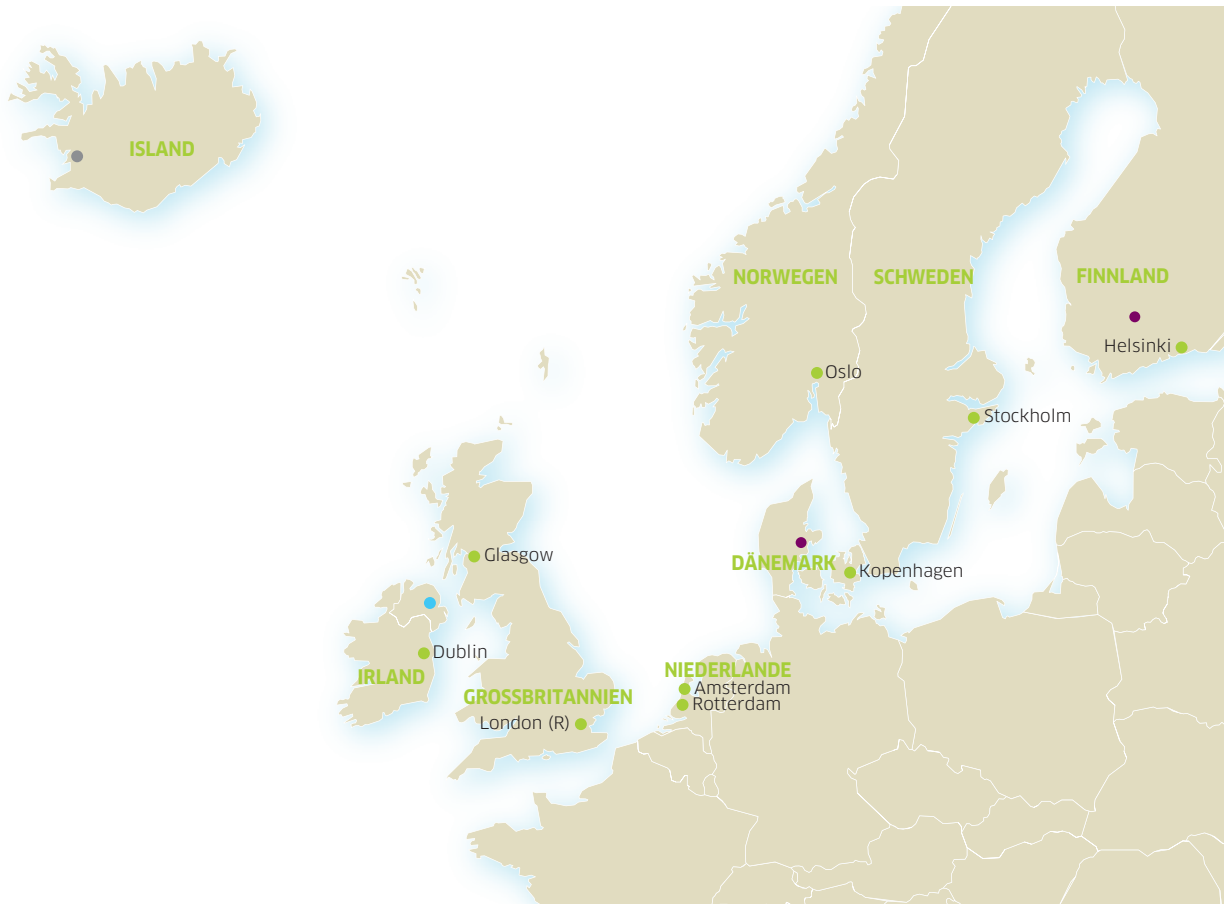 ISLAND
NORWEGEN
SCHWEDEN
FINNLAND
Helsinki
Oslo
Stockholm
Glasgow
DÄNEMARK
Kopenhagen
Dublin
IRLAND
NIEDERLANDE
Amsterdam
GROSSBRITANNIEN
Rotterdam
London (R)